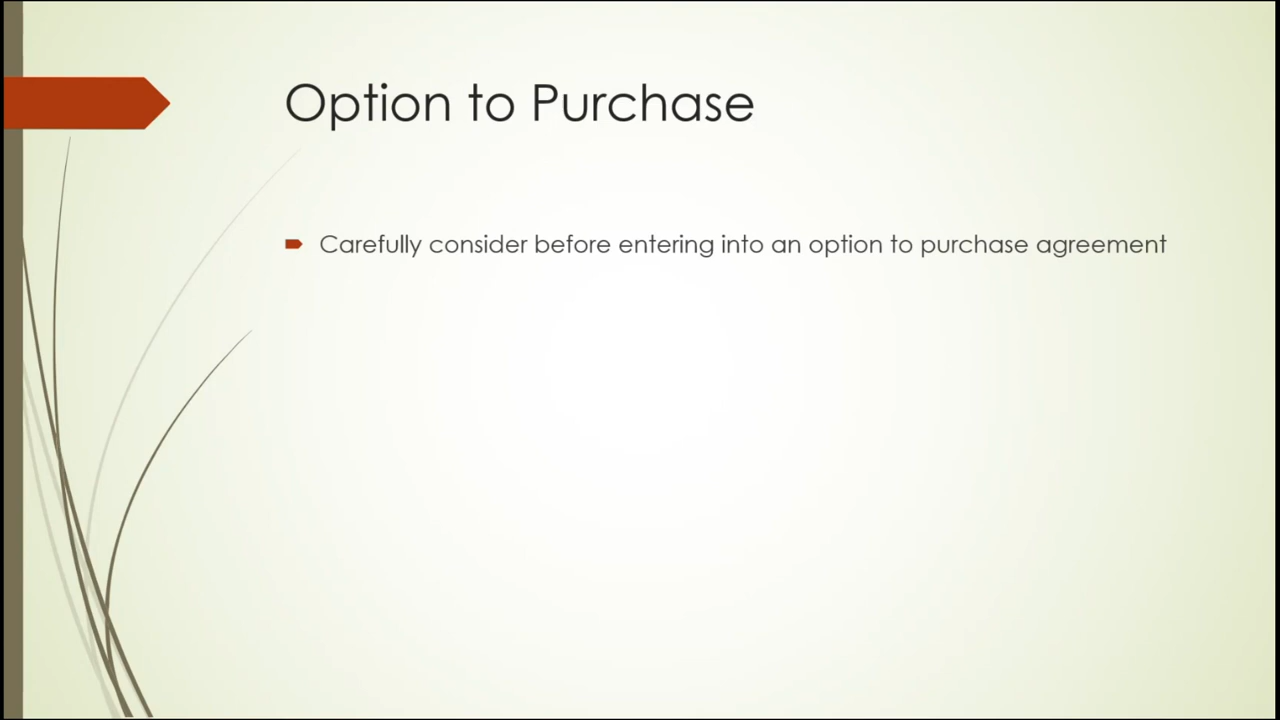 Option to Purchase
Carefully consider before entering into an option to purchase agreement